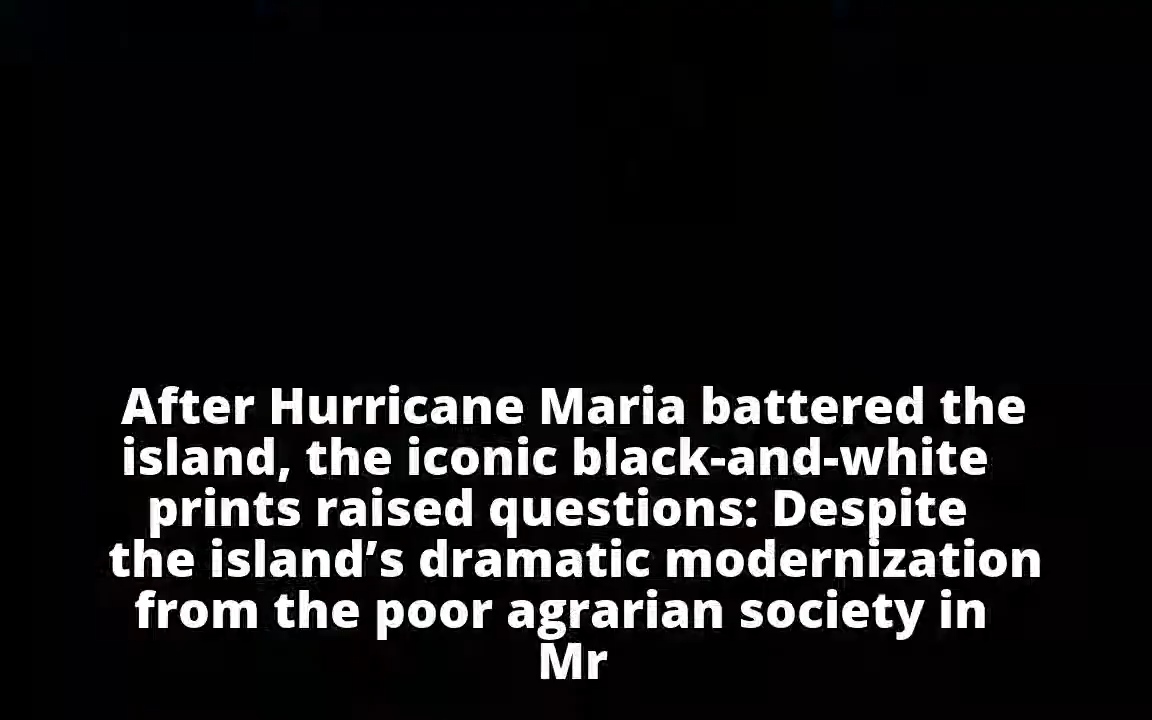 After Hurricane Maria battered the
island, the iconic black-and-white
prints raised questions: Despite
the island’s dramatic modernization
from the poor agrarian society in
Mr